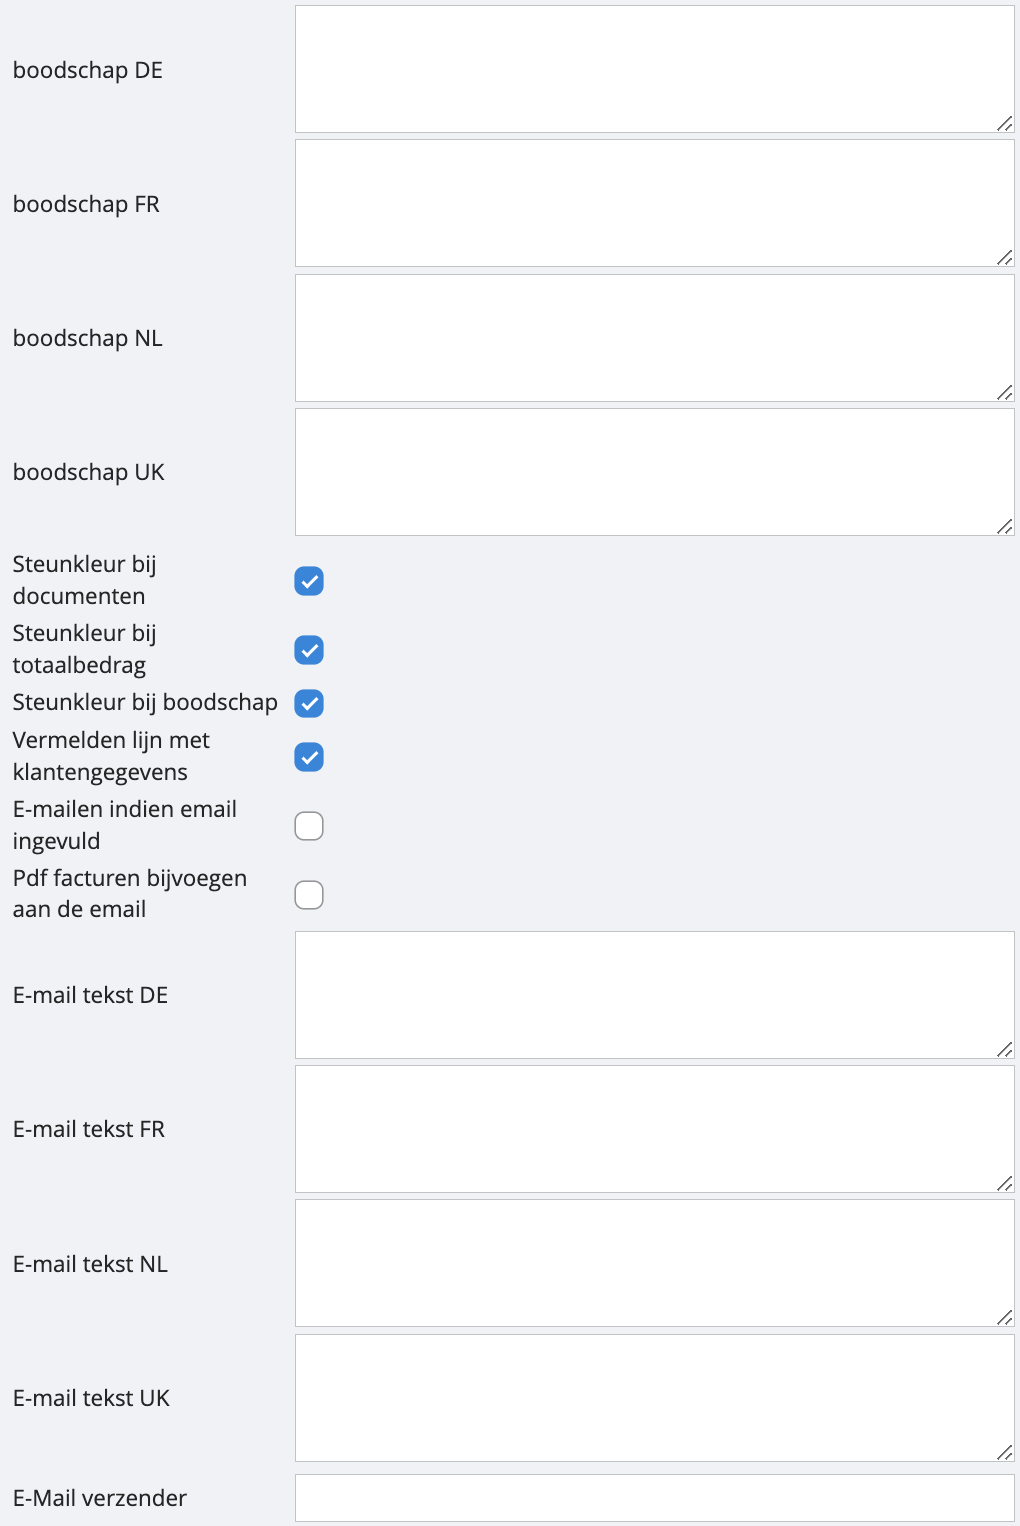 boodschap DE
boodschap FR
boodschap NL
boodschap UK
Steunkleur bij
documenten
Steunkleur bij
totaalbedrag
Steunkleur bij boodschap
Vermelden lijn met
klantengegevens
E-mailen indien email
ingevuld
Pdf facturen bijvoegen
aan de email
E-mail tekst DE
E-mail tekst FR
E-mail tekst NL
E-mail tekst UK
E-Mail verzender